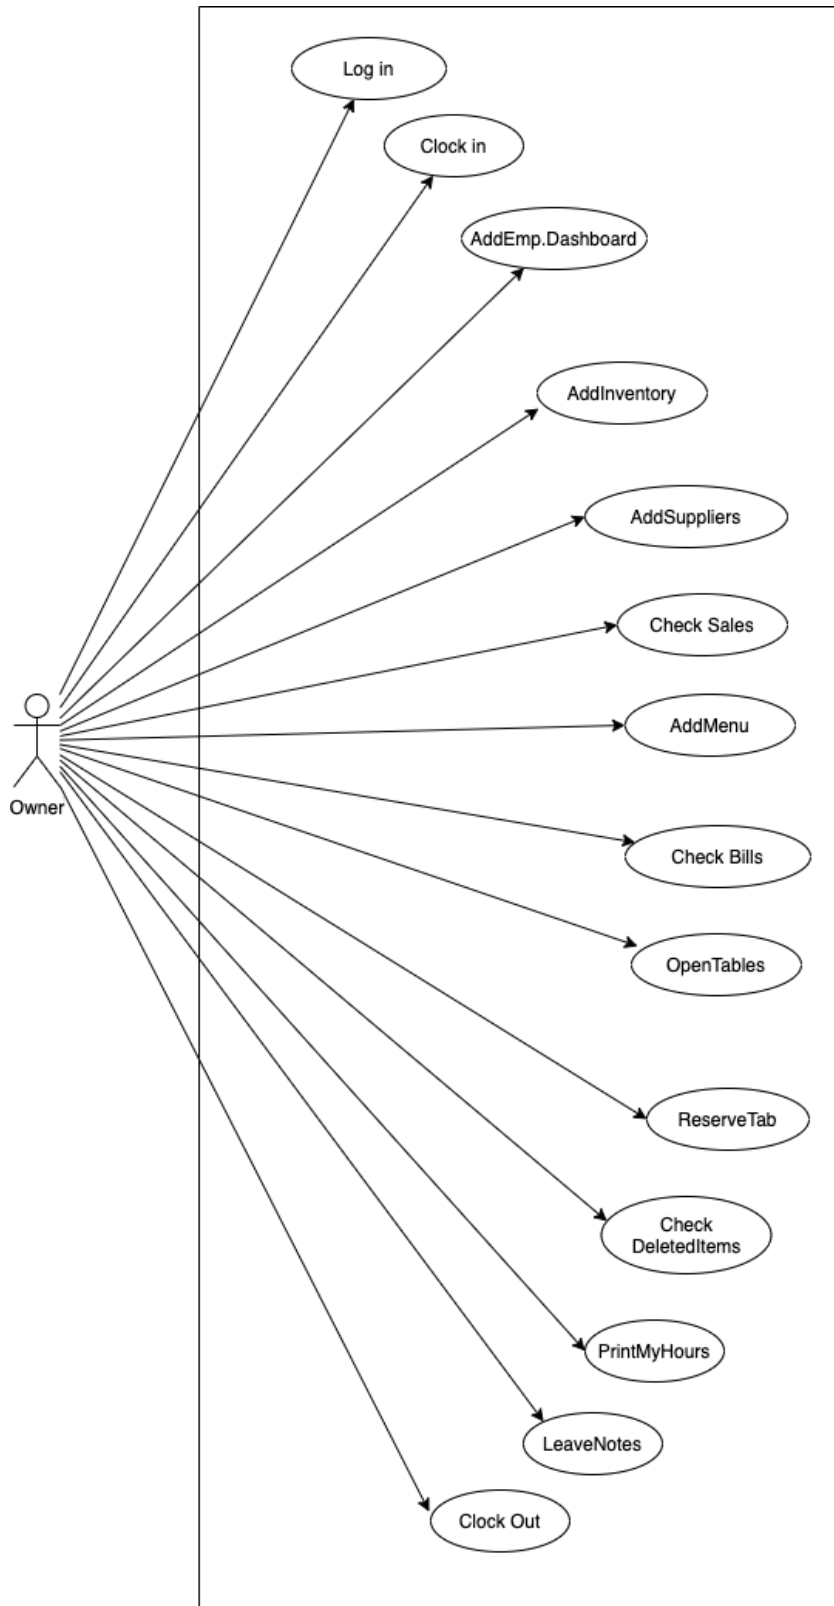 Log in
Clock in
AddEmp.Dashboard
AddInventory
AddSuppliers
Check Sales
AddMenu
Owner
Check Bills
OpenTables
ReserveTab
Check
DeletedItems
PrintMyHours
LeaveNotes
Clock Out